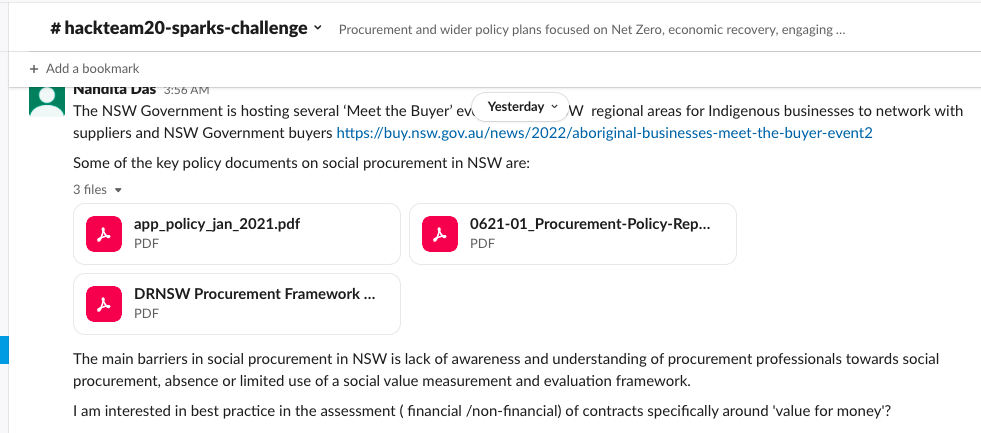 # hackteam20-sparks-challenge
Procurement and wider policy plans focused on Net Zero, economic recovery, engaging ...
+ Add a bookmark
Nandita Das 3:56 AM
Yesterday
The NSW Government is hosting several ‘Meet the Buyer’ W regional areas for Indigenous businesses to network with
suppliers and NSW Government buyers https://buy.nsw.gov.au/news/2022/aboriginal-businesses-meet-the-buyer-event2
Some of the key policy documents on social procurement in NSW are:
3 files
app_policy_jan_2021.pdf
PDF
0621-01_Procurement-Policy-Rep...
PDF
DRNSW Procurement Framework ...
PDF
The main barriers in social procurement in NSW is lack of awareness and understanding of procurement professionals towards social
procurement, absence or limited use of a social value measurement and evaluation framework.
I am interested in best practice in the assessment ( financial /non-financial) of contracts specifically around 'value for money'?